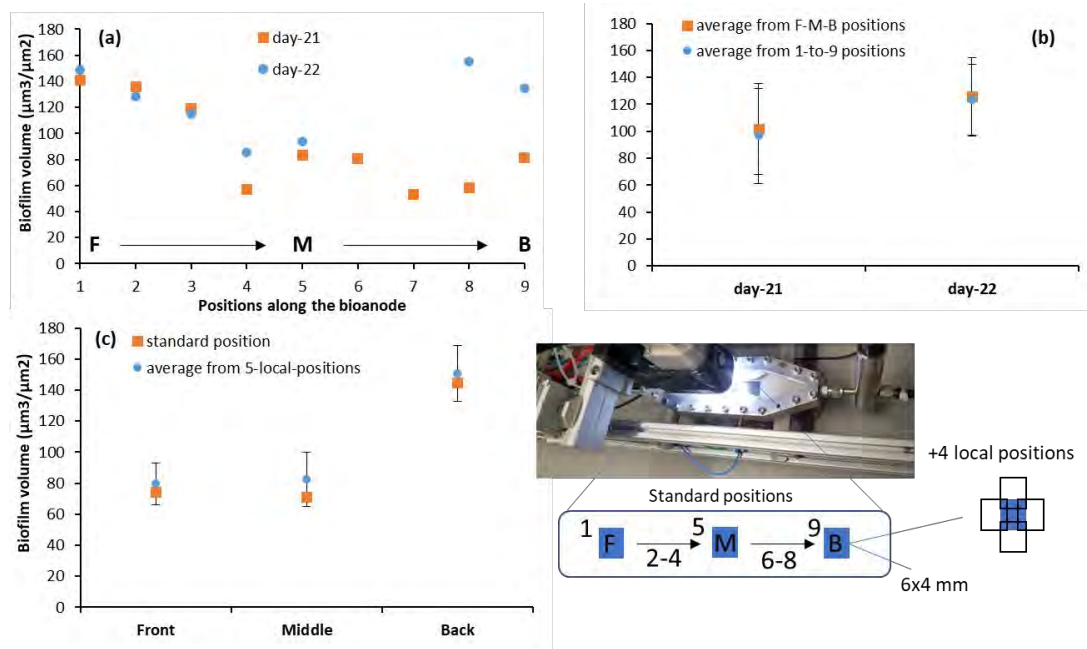 (a)
day-21
day-22
Bioflim volume (µm3/µm2)
180
160
140
120
100
80
60
40
20
0
F
M
B
1 2 3 4 5 6 7 8 9
Positions along the bioanode
(b)
average from F-M-B positions
average from 1-to-9 positions
180
160
140
120
100
80
60
40
20
0
day-21 day-22
(c)
standard position
average from 5-local-positions
Biofilm volume (µm3/µm2)
180
160
140
120
100
80
60
40
20
0
Front Middle Back
Standard positions
1 F 5 M 9 B
2-4 6-8
+4 local positions
6x4 mm